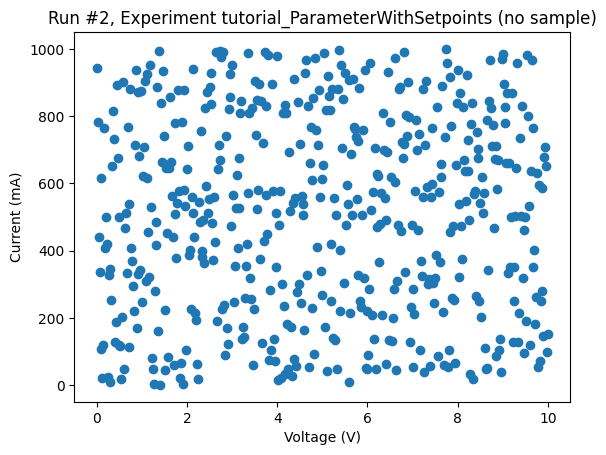 Run #2, Experiment tutorial_ParameterWithSetpoints (no sample)
1000
800
600
400
200
0
Current (mA)
0 2 4 6 8 10
Voltage (V)